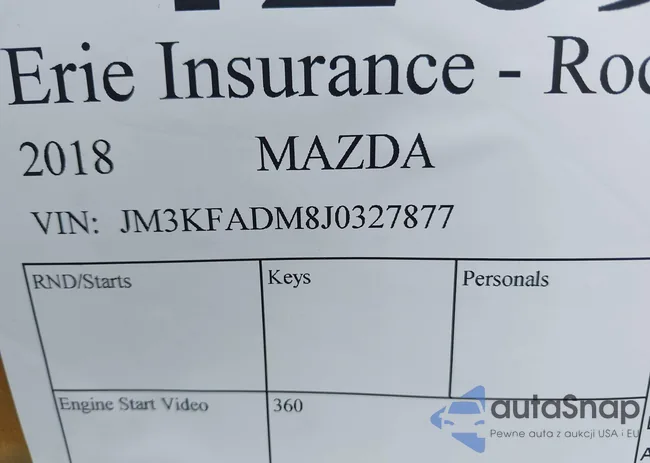 Erie Insurance - Roc
2018 MAZDA
VIN: JM3KFADM8J0327877
RND/Starts Keys Personals
Engine Start Video 360
autaSnap
Pewne auta z aukcji USA i EU